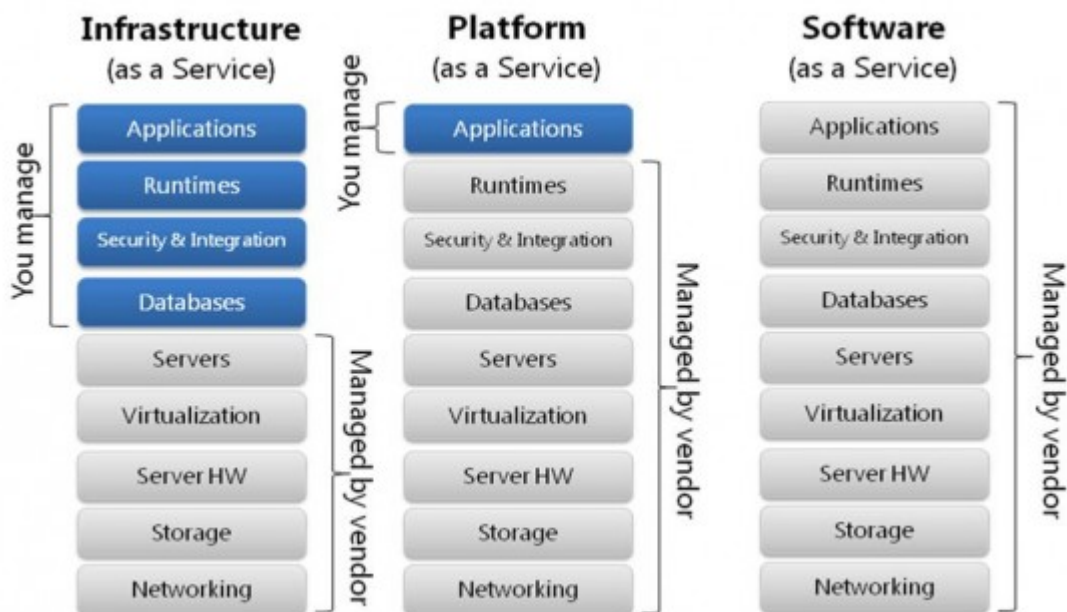 Infrastructure
(as a Service)
You manage
Applications
Runtimes
Security & Integration
Databases
Servers
Virtualization
Server HW
Storage
Networking
Managed by vendor
Platform
(as a Service)
You manage
Applications
Runtimes
Security & Integration
Databases
Servers
Virtualization
Server HW
Storage
Networking
Managed by vendor
Software
(as a Service)
Applications
Runtimes
Security & Integration
Databases
Servers
Virtualization
Server HW
Storage
Networking
Managed by vendor